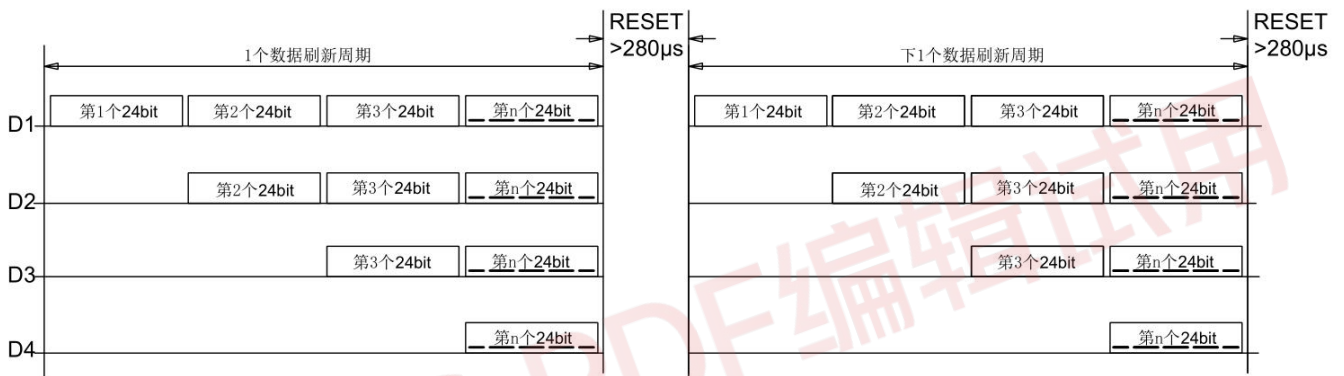 RESET
>280μs
RESET
>280μs
1个数据刷新周期
下1个数据刷新周期
D1
第1个24bit
第2个24bit
第3个24bit
第n个24bit
第1个24bit
第2个24bit
第3个24bit
第n个24bit
D2
第2个24bit
第3个24bit
第n个24bit
第2个24bit
第3个24bit
第n个24bit
D3
第3个24bit
第n个24bit
第3个24bit
第n个24bit
D4
第n个24bit
第n个24bit
PDF编辑试用